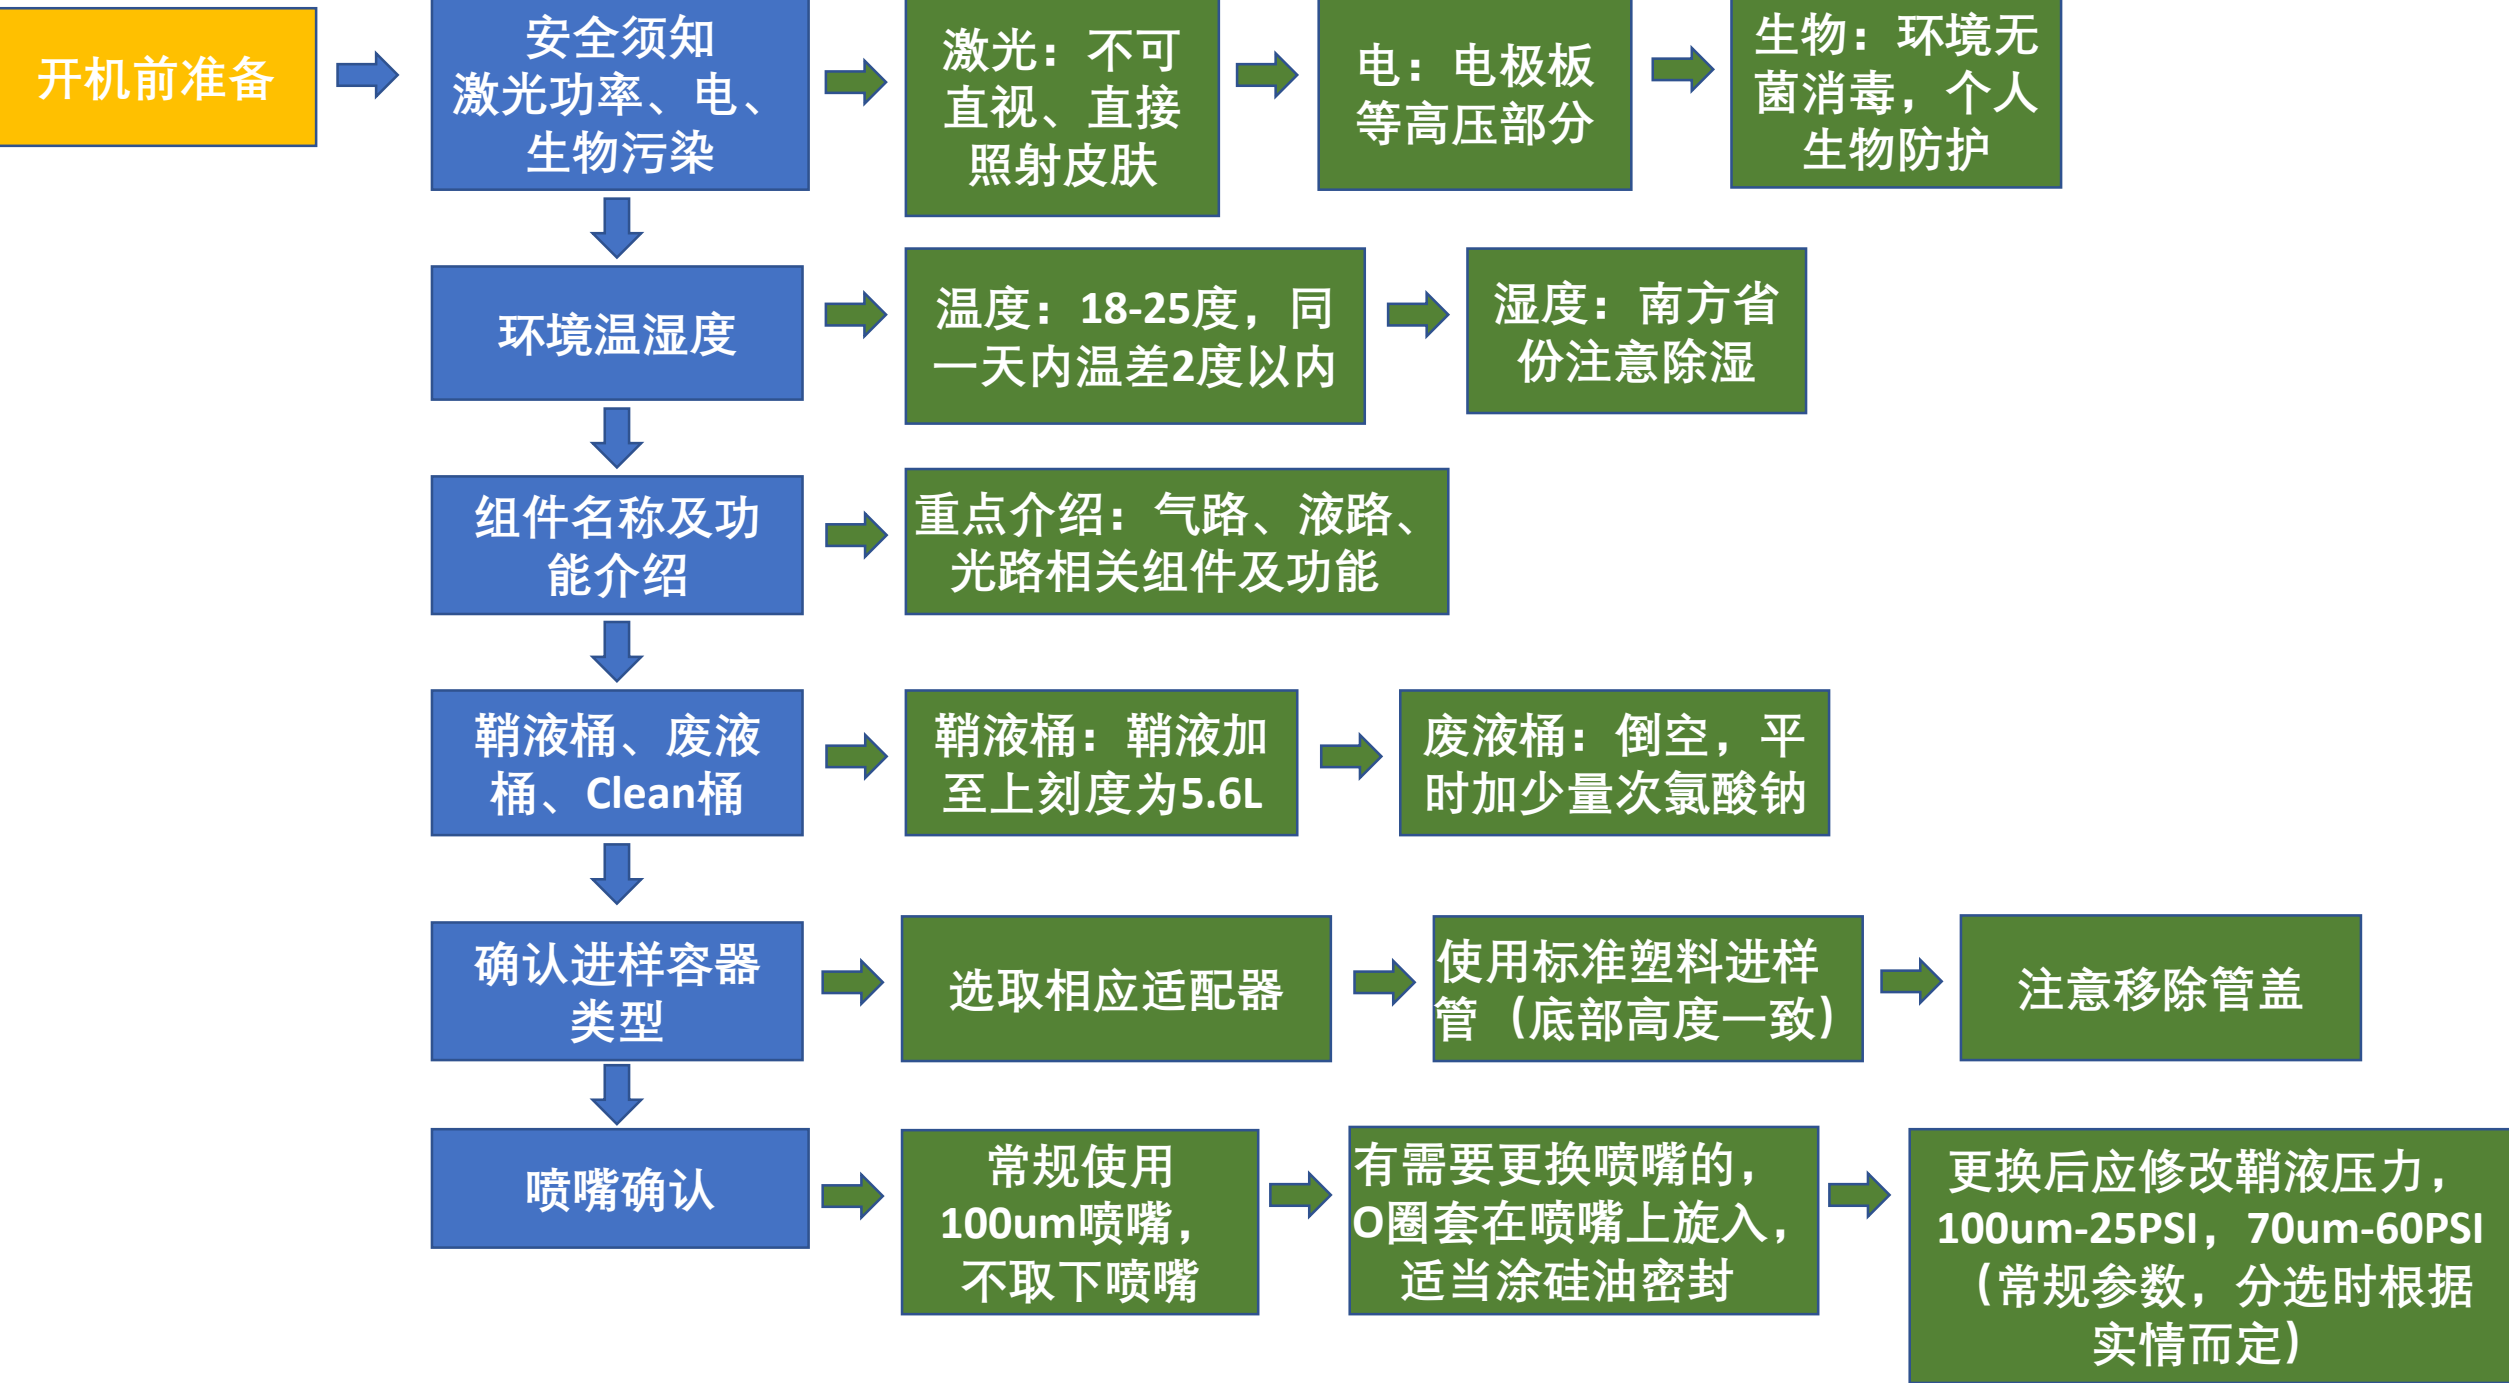 开机前准备
安全须知
激光功率、电、
生物污染
激光：不可
直视、直接
照射皮肤
电：电极板
等高压部分
生物：环境无
菌消毒，个人
生物防护
环境温湿度
温度：18-25度，同
一天内温差2度以内
湿度：南方省
份注意除湿
组件名称及功
能介绍
重点介绍：气路、液路、
光路相关组件及功能
鞘液桶、废液
桶、Clean桶
鞘液桶：鞘液加
至上刻度为5.6L
废液桶：倒空，平
时加少量次氯酸钠
确认进样容器
类型
选取相应适配器
使用标准塑料进样
管（底部高度一致）
注意移除管盖
喷嘴确认
常规使用
100um喷嘴，
不取下喷嘴
有需要更换喷嘴的，
O圈套在喷嘴上旋入，
适当涂硅油密封
更换后应修改鞘液压力，
100um-25PSI，70um-60PSI
（常规参数，分选时根据
实情而定）